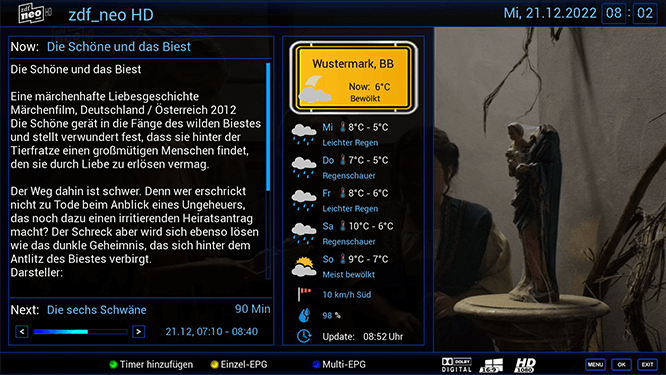 zdf neo HD
zdf_neo HD
Mi, 21.12.2022 08 : 02
Now: Die Schöne und das Biest
Die Schöne und das Biest
Eine märchenhafte Liebesgeschichte
Märchenfilm, Deutschland / Österreich 2012
Die Schöne gerät in die Fänge des wilden Biestes
und stellt verwundert fest, dass sie hinter der
Tierfratze einen großmütigen Menschen findet,
den sie durch Liebe zu erlösen vermag.
Der Weg dahin ist schwer. Denn wer erschrickt
nicht zu Tode beim Anblick eines Ungeheuers,
das noch dazu einen irritierenden Heiratsantrag
macht? Der Schreck aber wird sich ebenso lösen
wie das dunkle Geheimnis, das sich hinter dem
Antlitz des Biestes verbirgt.
Darsteller:
Next: Die sechs Schwäne 90 Min
< > 21.12, 07:10 - 08:40
Wustermark, BB
Now: 6°C
Bewölkt
Mi 8°C - 5°C
Leichter Regen
Do 7°C - 5°C
Regenschauer
Fr 8°C - 6°C
Leichter Regen
Sa 10°C - 6°C
Regenschauer
So 9°C - 7°C
Meist bewölkt
10 km/h Süd
98 %
Update: 08:52 Uhr
Timer hinzufügen Einzel-EPG Multi-EPG
DOLBY DIGITAL 16:9 HD 1080 MENU OK EXIT